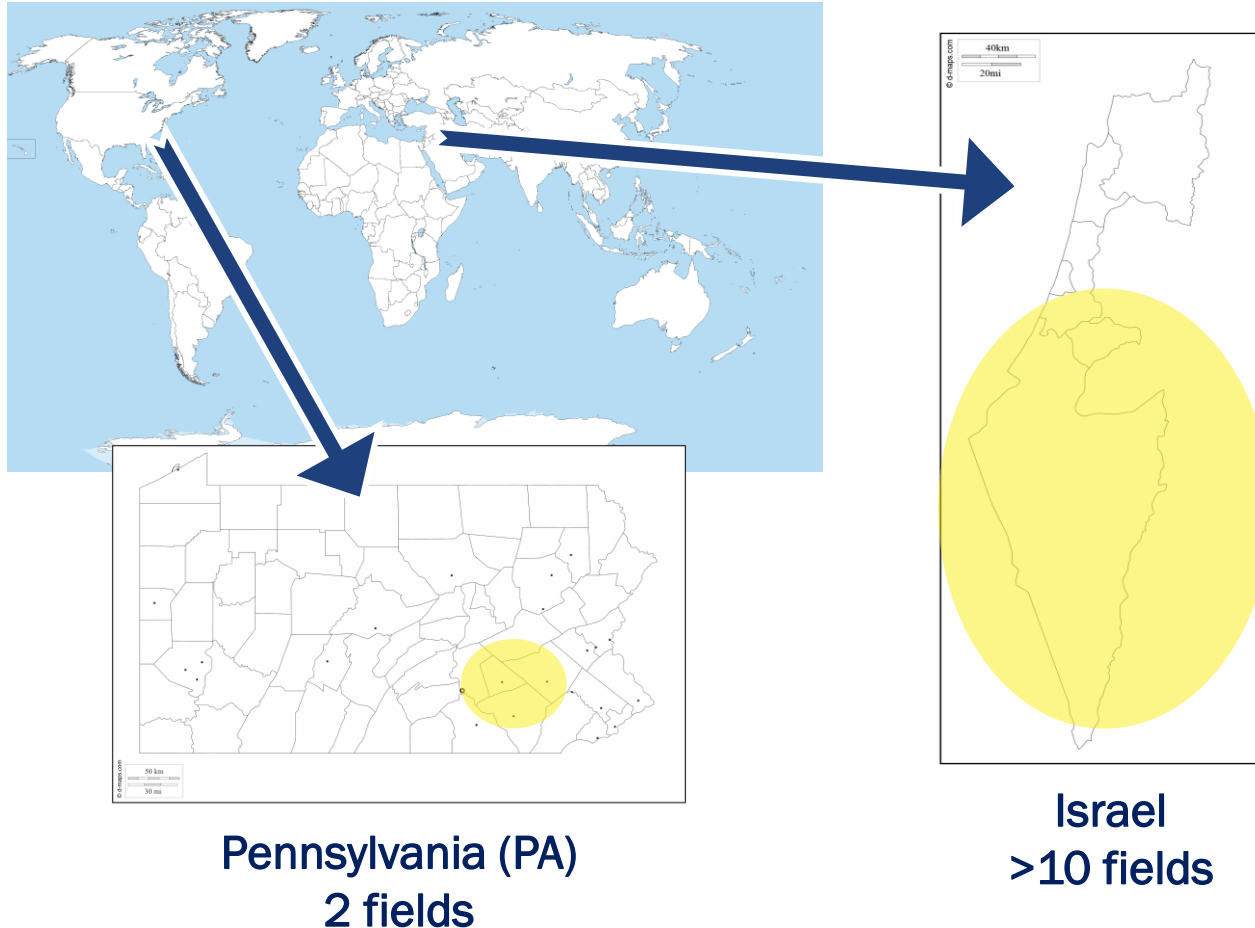 40km
20mi
© d-maps.com
50 km
30 mi
© d-maps.com
Pennsylvania (PA)
2 fields
Israel
>10 fields